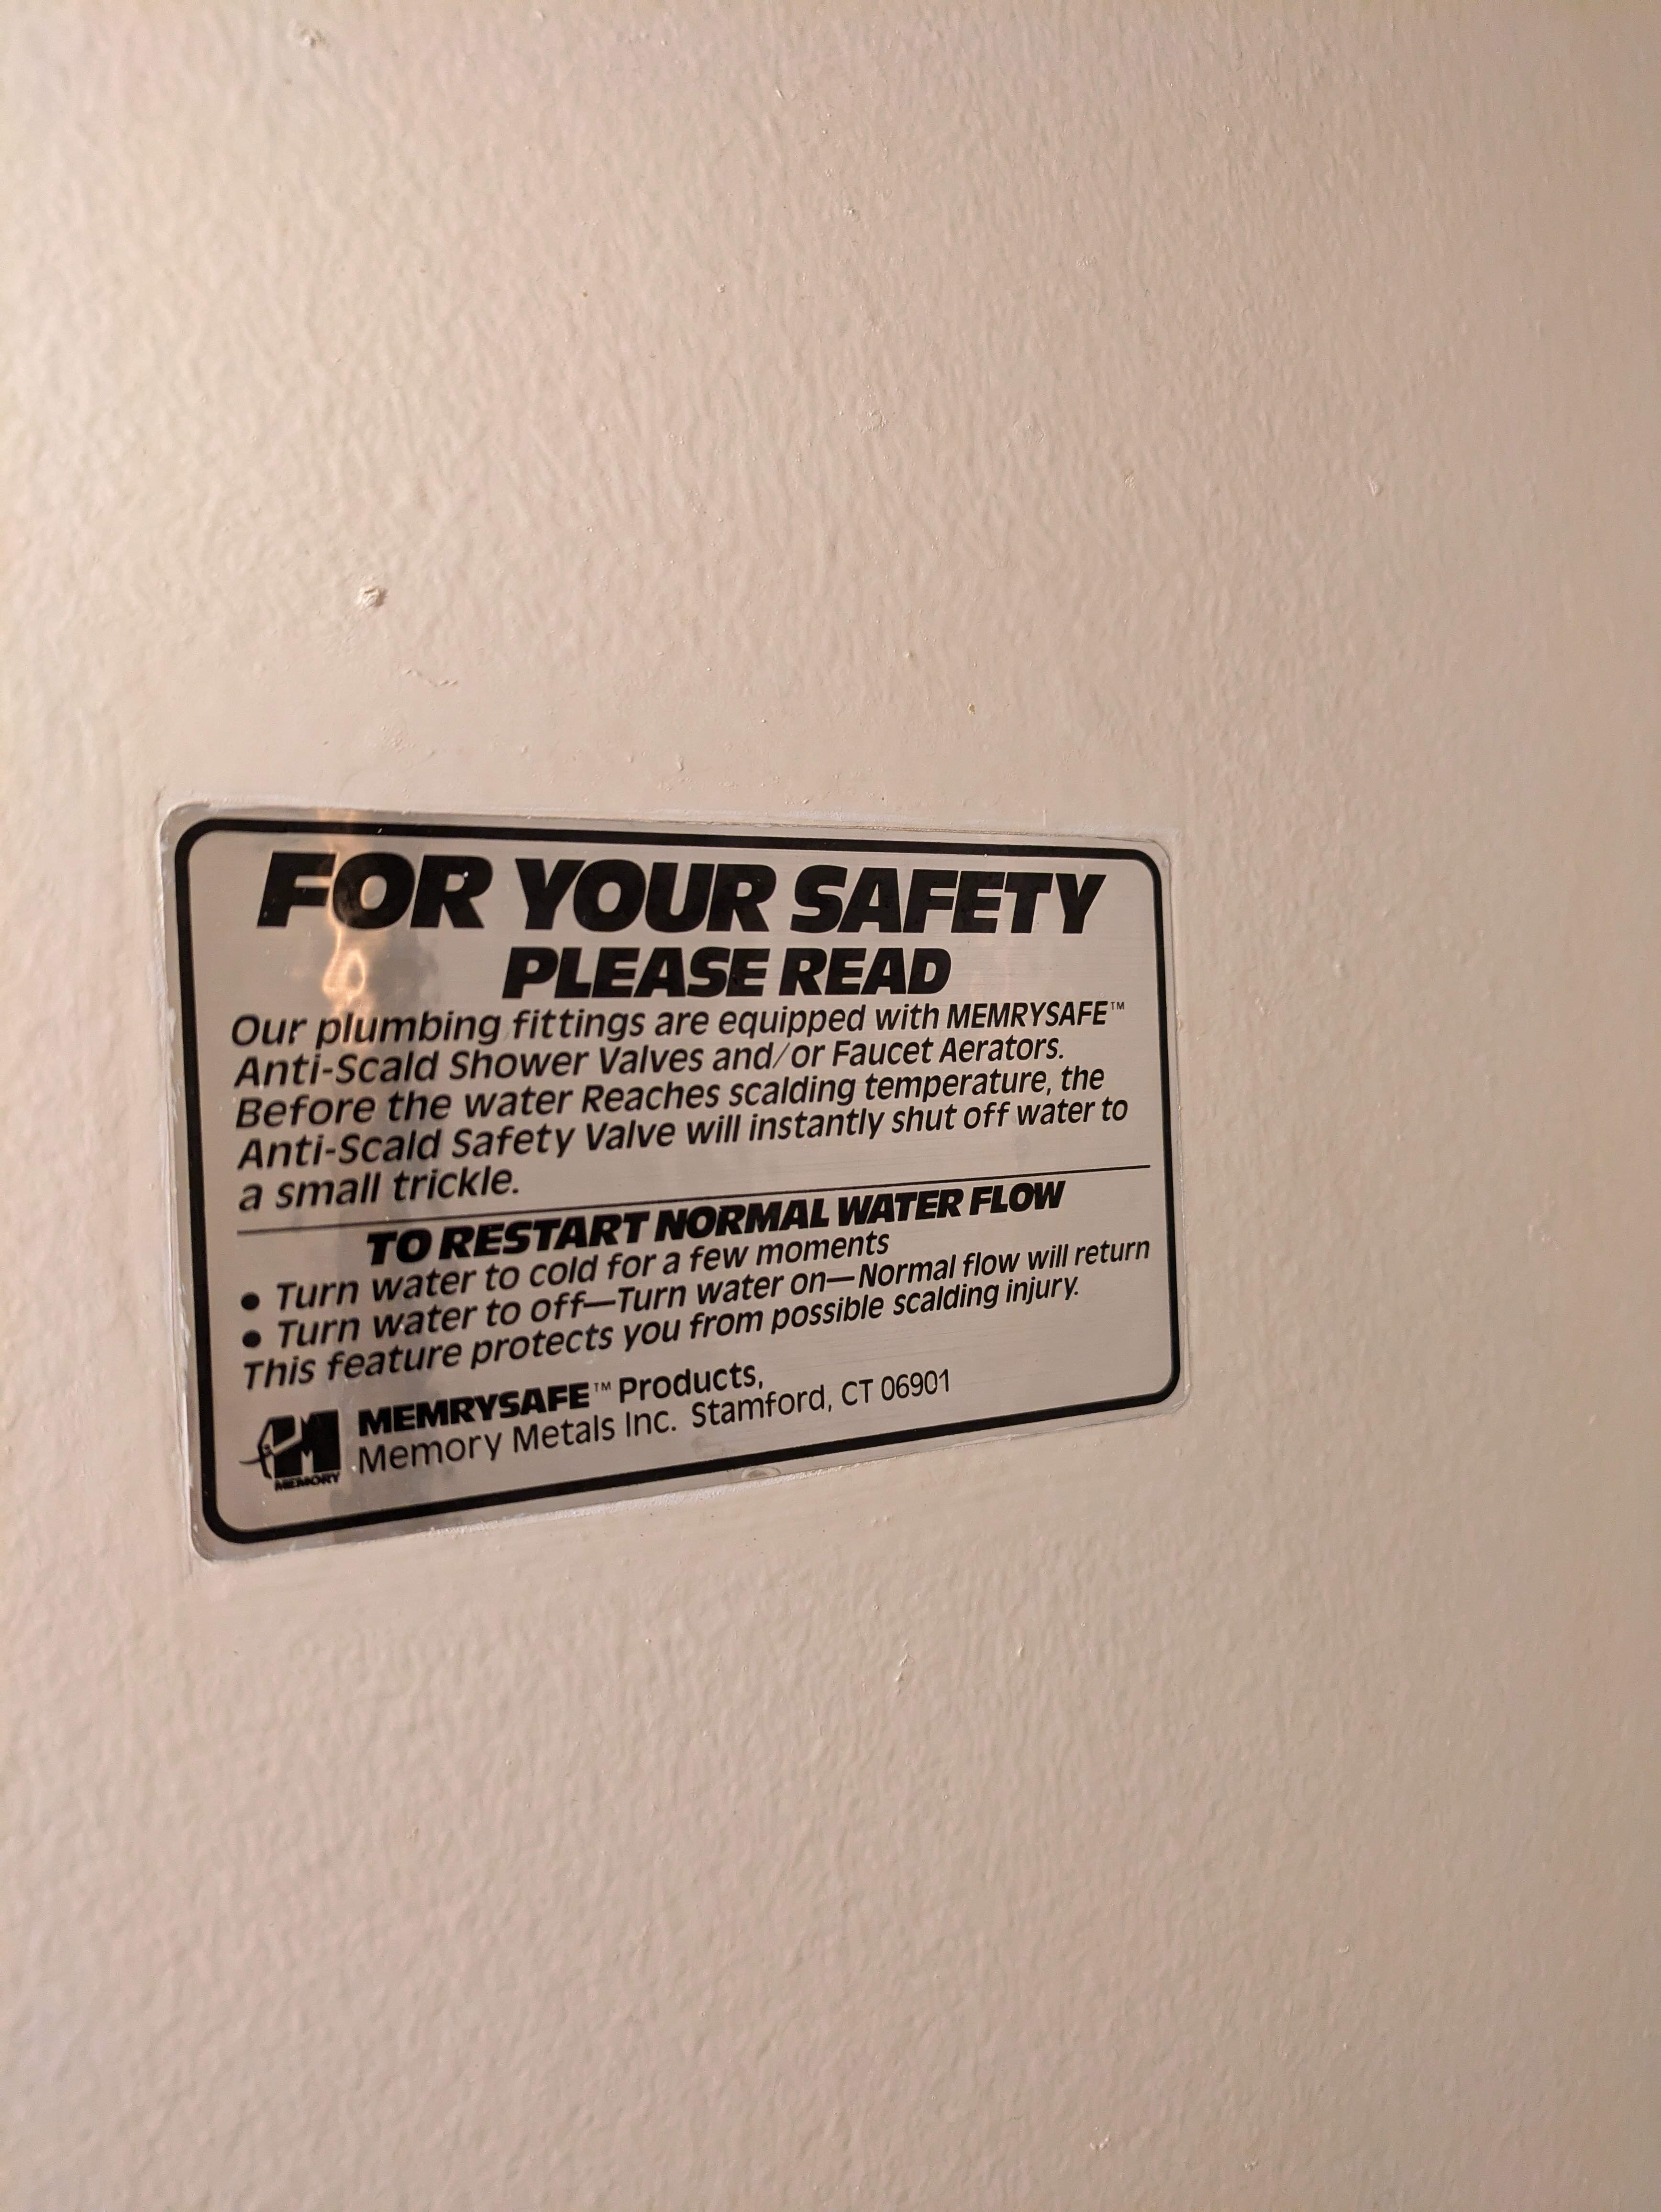 FOR YOUR SAFETY
PLEASE READ
Our plumbing fittings are equipped with MEMRYSAFE™
Anti-Scald Shower Valves and/or Faucet Aerators.
Before the water Reaches scalding temperature, the
Anti-Scald Safety Valve will instantly shut off water to
a small trickle.
TO RESTART NORMAL WATER FLOW
• Turn water to cold for a few moments
• Turn water to off—Turn water on—Normal flow will return
This feature protects you from possible scalding injury.
MEMRYSAFE™ Products,
Memory Metals Inc. Stamford, CT 06901
M
MEMORY